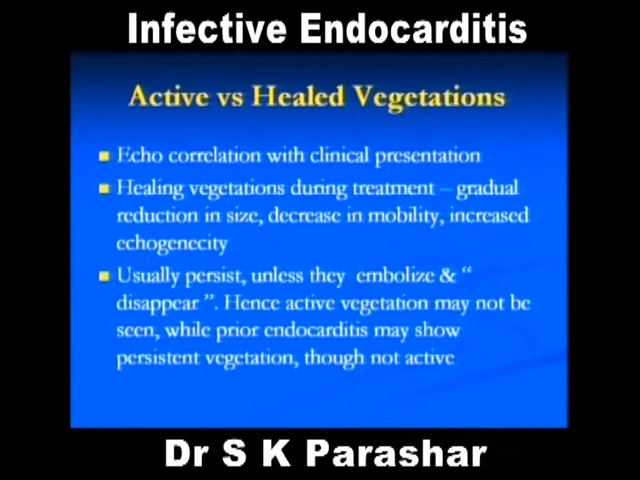 Infective Endocarditis
Active vs Healed Vegetations
Echo correlation with clinical presentation
Healing vegetations during treatment – gradual
reduction in size, decrease in mobility, increased
echogenecity
Usually persist, unless they embolize & “
disappear ”. Hence active vegetation may not be
seen, while prior endocarditis may show
persistent vegetation, though not active
Dr S K Parashar